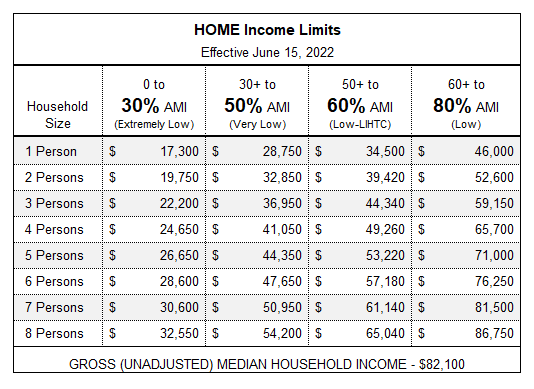 HOME Income Limits
Effective June 15, 2022
Household Size 0 to 30% AMI (Extremely Low) 30+ to 50% AMI (Very Low) 50+ to 60% AMI (Low-LIHTC) 60+ to 80% AMI (Low)
1 Person $ 17,300 $ 28,750 $ 34,500 $ 46,000
2 Persons $ 19,750 $ 32,850 $ 39,420 $ 52,600
3 Persons $ 22,200 $ 36,950 $ 44,340 $ 59,150
4 Persons $ 24,650 $ 41,050 $ 49,260 $ 65,700
5 Persons $ 26,650 $ 44,350 $ 53,220 $ 71,000
6 Persons $ 28,600 $ 47,650 $ 57,180 $ 76,250
7 Persons $ 30,600 $ 50,950 $ 61,140 $ 81,500
8 Persons $ 32,550 $ 54,200 $ 65,040 $ 86,750
GROSS (UNADJUSTED) MEDIAN HOUSEHOLD INCOME - $82,100